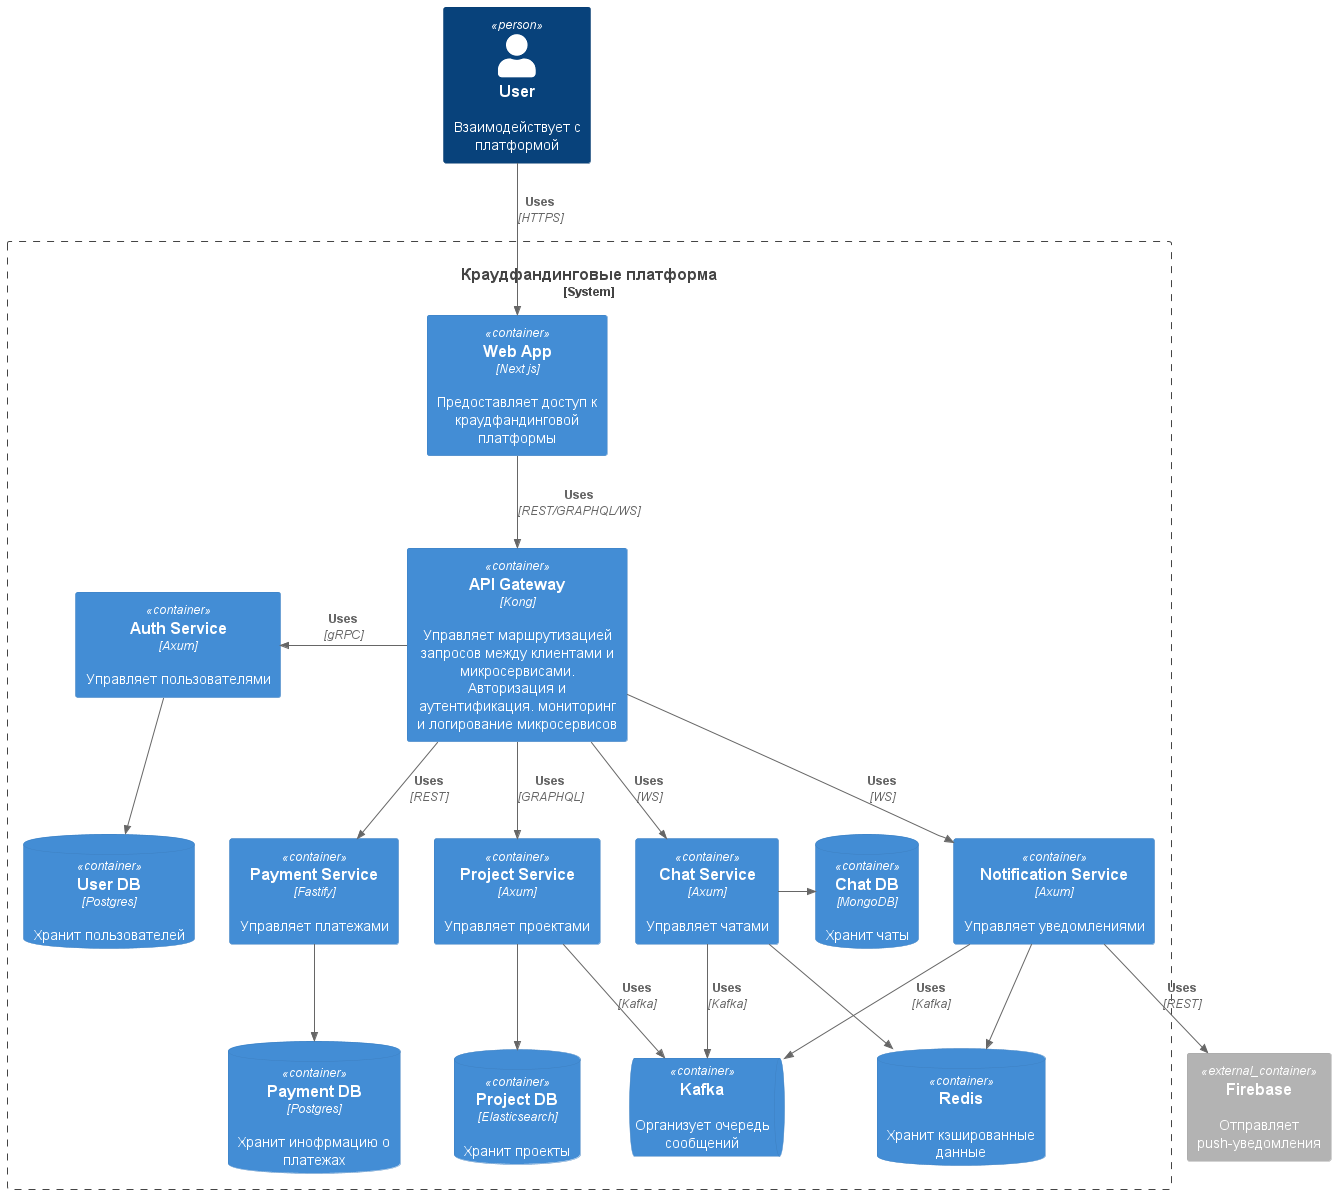 «person»
User
Взаимодействует с
платформой
Uses
[HTTPS]
Краудфандинговые платформа
[System]
«container»
Web App
[Next.js]
Предоставляет доступ к
краудфандинговой
платформы
Uses
[REST/GRAPHQL/WS]
«container»
API Gateway
[Kong]
Управляет маршрутизацией
запросов между клиентами и
микросервисами.
Авторизация и
аутентификация. мониторинг
и логирование микросервисов
Uses
[gRPC]
«container»
Auth Service
[Axum]
Управляет пользователями
Uses
[REST]
Uses
[GRAPHQL]
Uses
[WS]
Uses
[WS]
«container»
User DB
[Postgres]
Хранит пользователей
«container»
Payment Service
[Fastify]
Управляет платежами
«container»
Project Service
[Axum]
Управляет проектами
«container»
Chat Service
[Axum]
Управляет чатами
«container»
Chat DB
[MongoDB]
Хранит чаты
«container»
Notification Service
[Axum]
Управляет уведомлениями
Uses
[Kafka]
Uses
[Kafka]
Uses
[Kafka]
Uses
[REST]
«container»
Payment DB
[Postgres]
Хранит инофрмацию о
платежах
«container»
Project DB
[Elasticsearch]
Хранит проекты
«container»
Kafka
Организует очередь
сообщений
«container»
Redis
Хранит кэшированные
данные
«external_container»
Firebase
Отправляет
push-уведомления